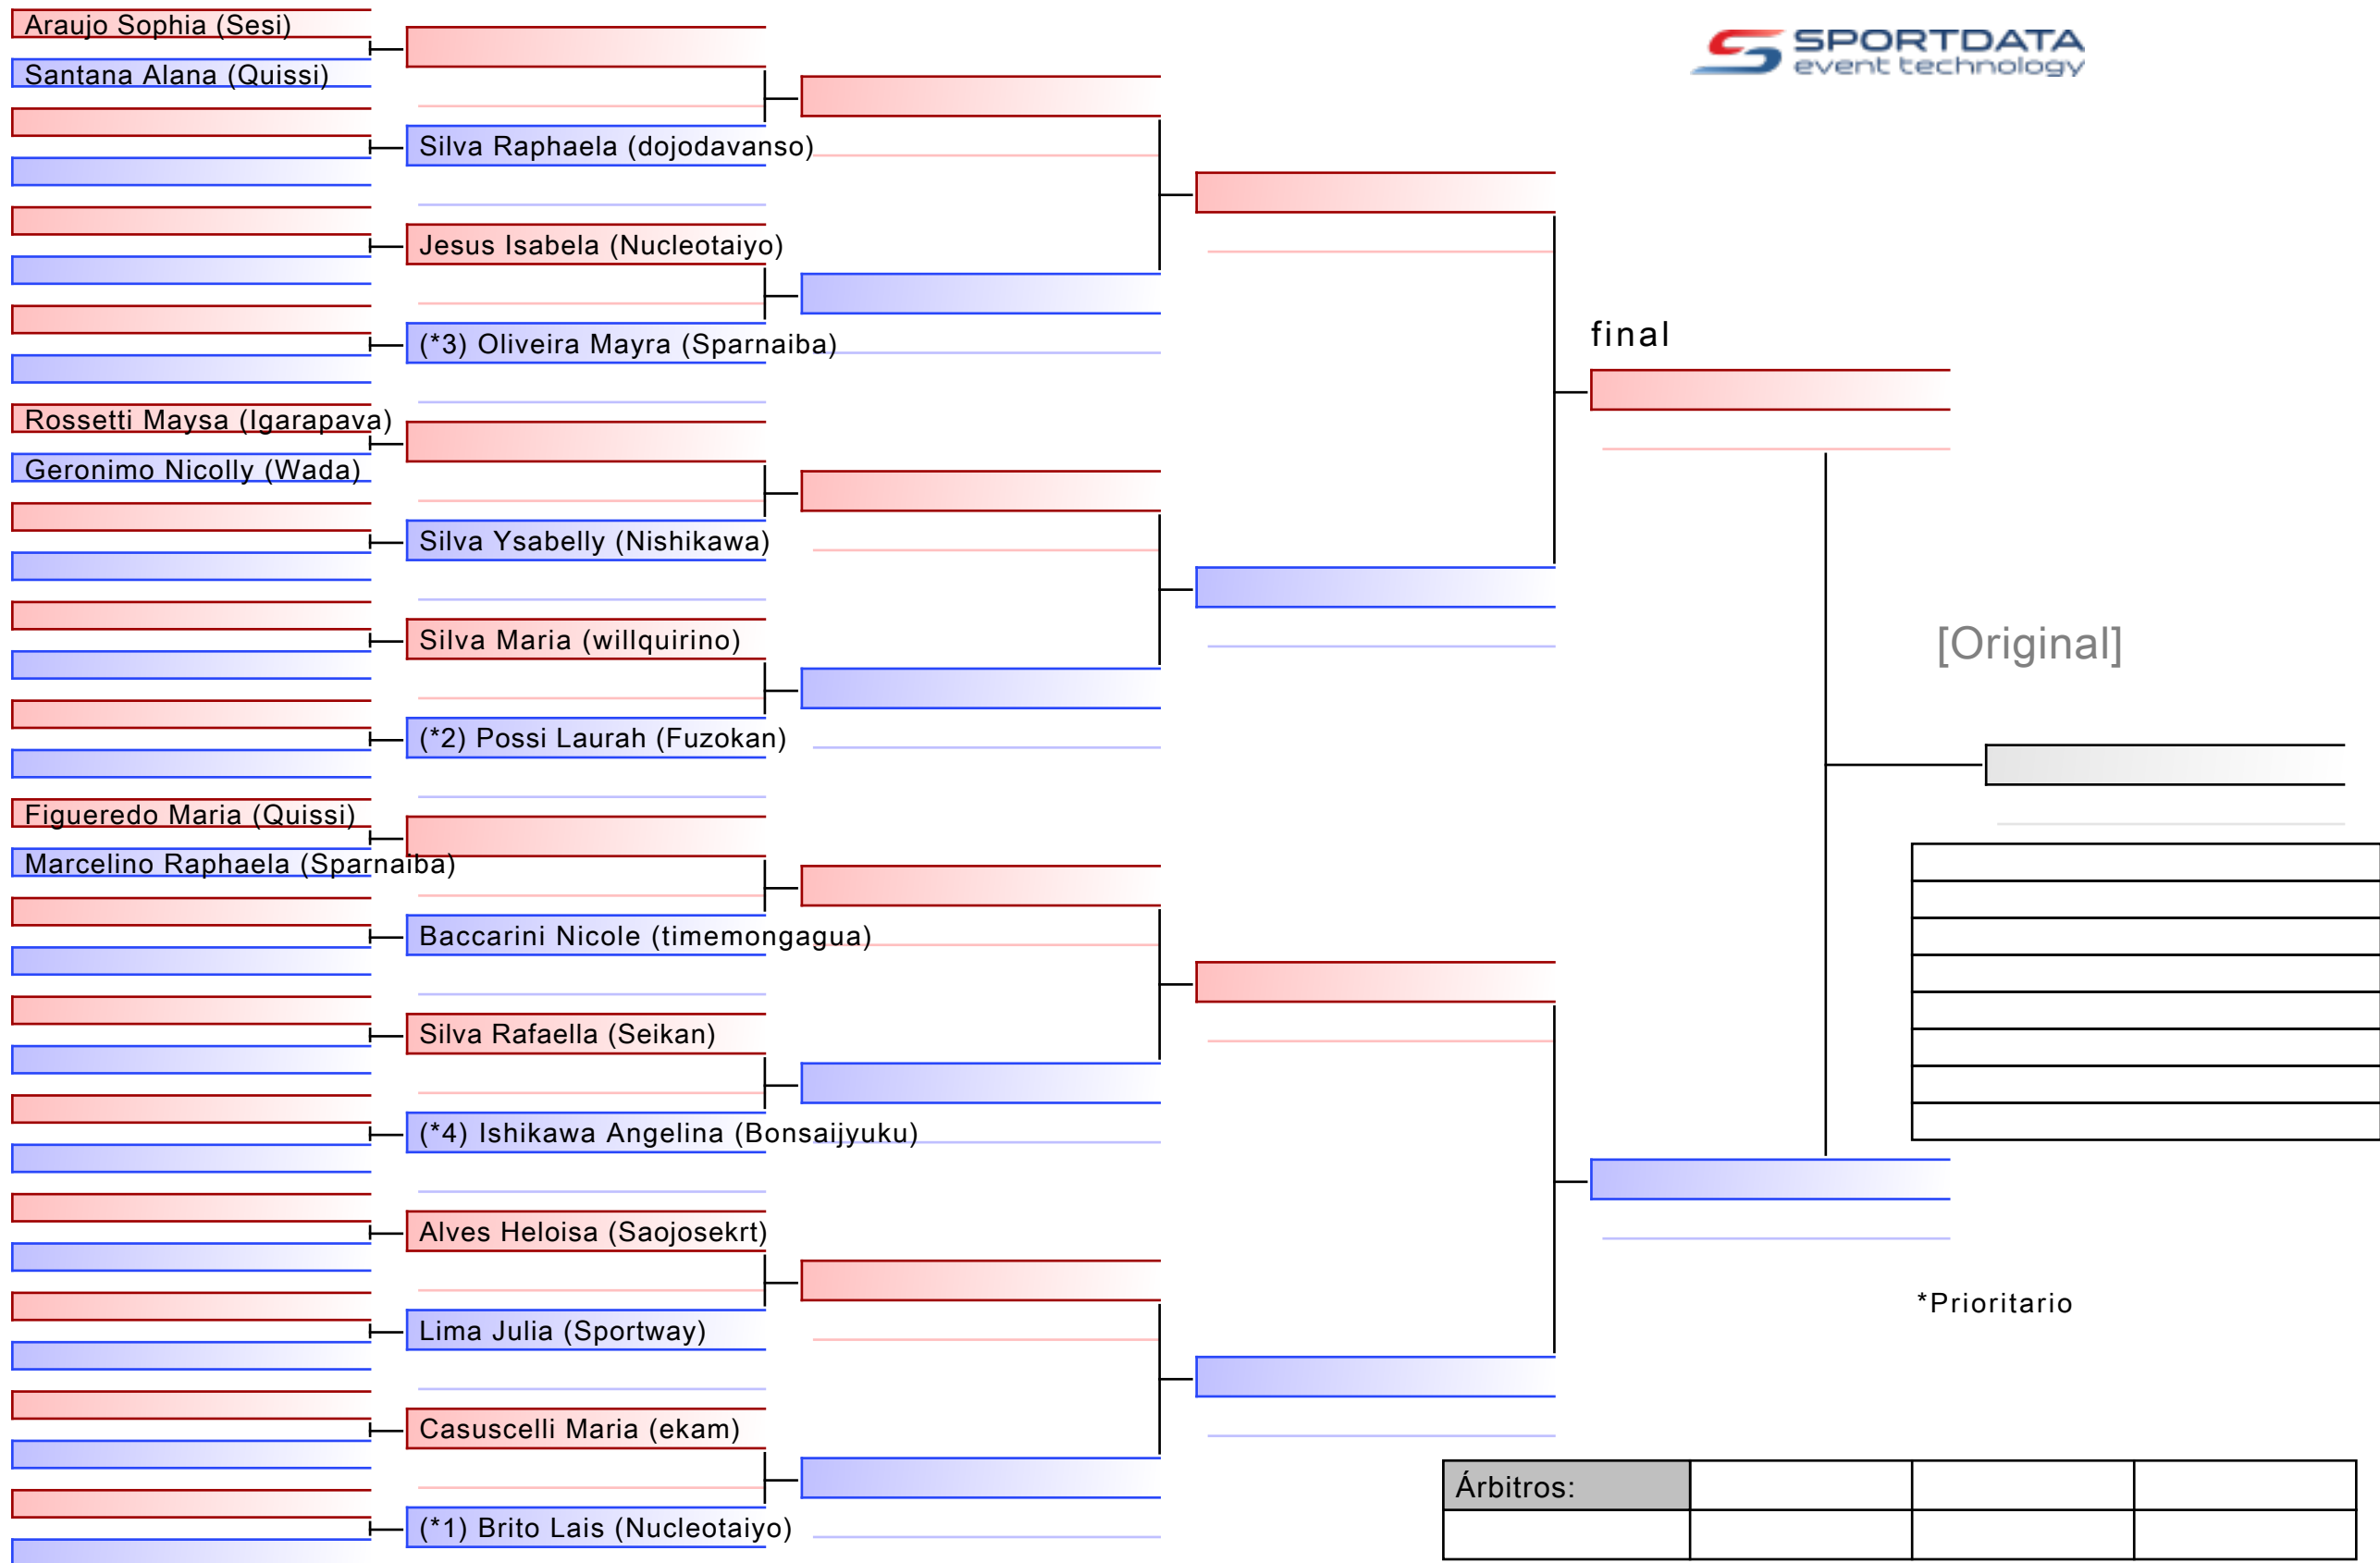 Araujo Sophia (Sesi)
Santana Alana (Quissi)
Silva Raphaela (dojodavanso)
Jesus Isabela (Nucleotaiyo)
(*3) Oliveira Mayra (Sparnaiba)
Rossetti Maysa (Igarapava)
Geronimo Nicolly (Wada)
Silva Ysabelly (Nishikawa)
Silva Maria (willquirino)
(*2) Possi Laurah (Fuzokan)
Figueredo Maria (Quissi)
Marcelino Raphaela (Sparnaiba)
Baccarini Nicole (timemongagua)
Silva Rafaella (Seikan)
(*4) Ishikawa Angelina (Bonsaijyuku)
Alves Heloisa (Saojosekrt)
Lima Julia (Sportway)
Casuscelli Maria (ekam)
(*1) Brito Lais (Nucleotaiyo)
SPORTDATA
event technology
final
[Original]
*Prioritario
Árbitros: